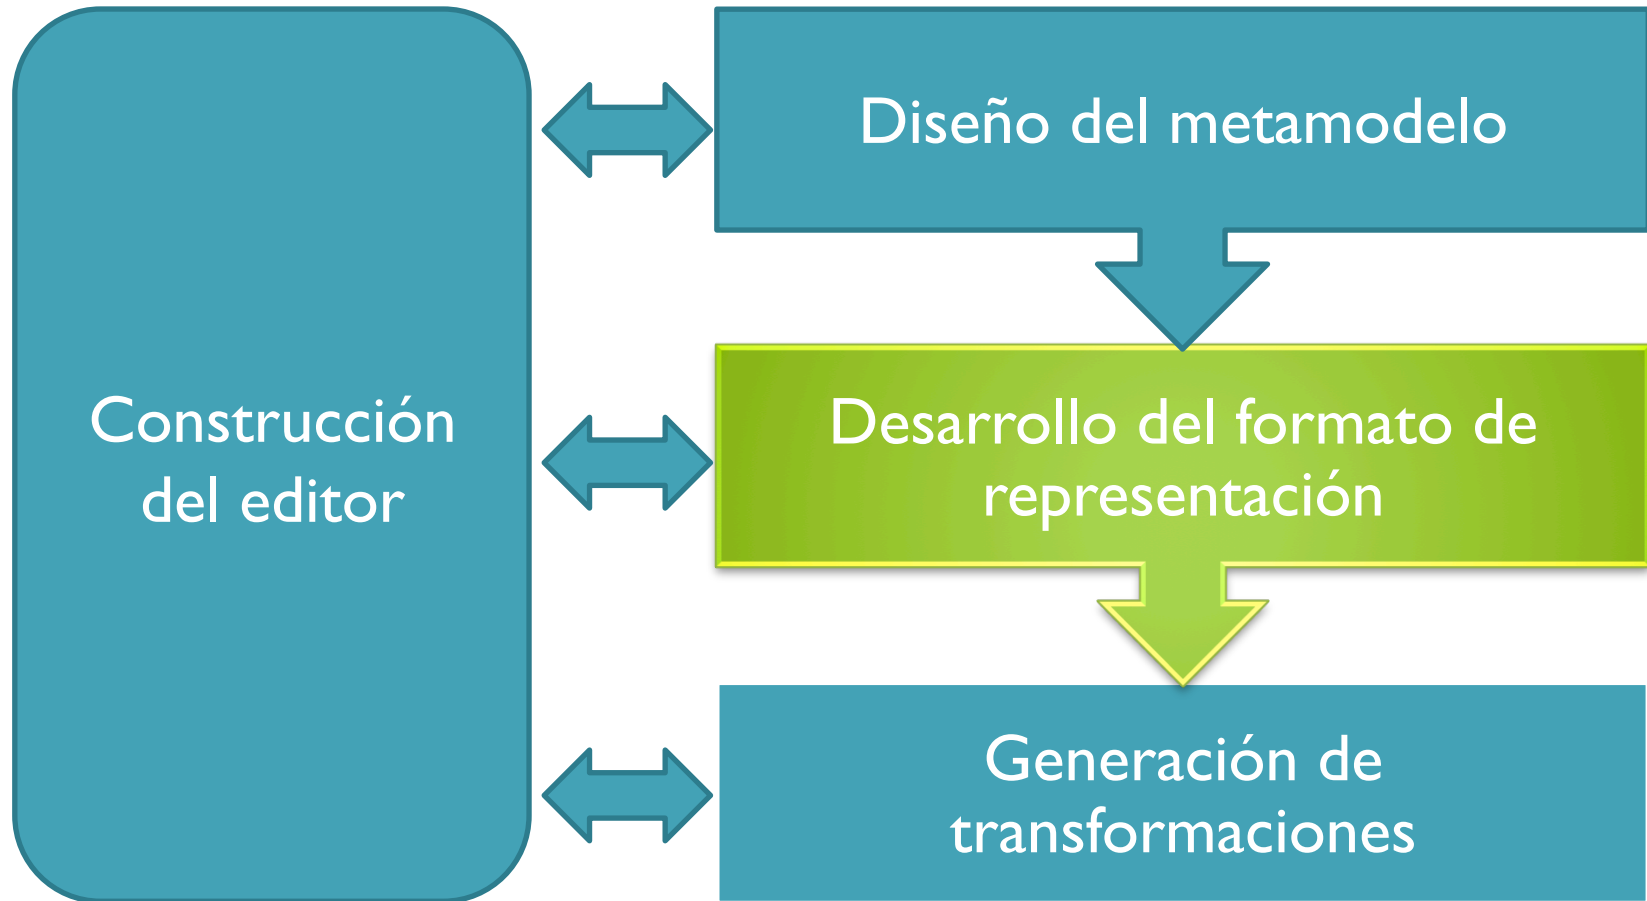 Construcción
del editor
Diseño del metamodelo
Desarrollo del formato de
representación
Generación de
transformaciones